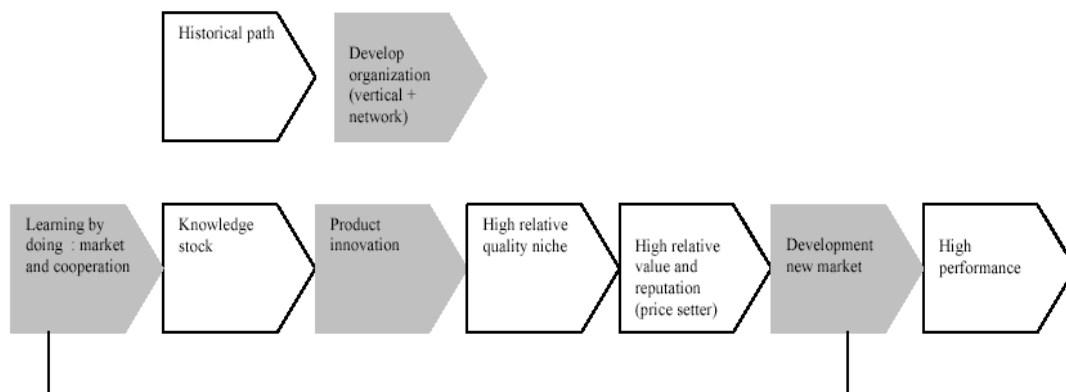 Historical path
Develop
organization
(vertical +
network)
Learning by
doing : market
and cooperation
Knowledge
stock
Product
innovation
High relative
quality niche
High relative
value and
reputation
(price setter)
Development
new market
High
performance